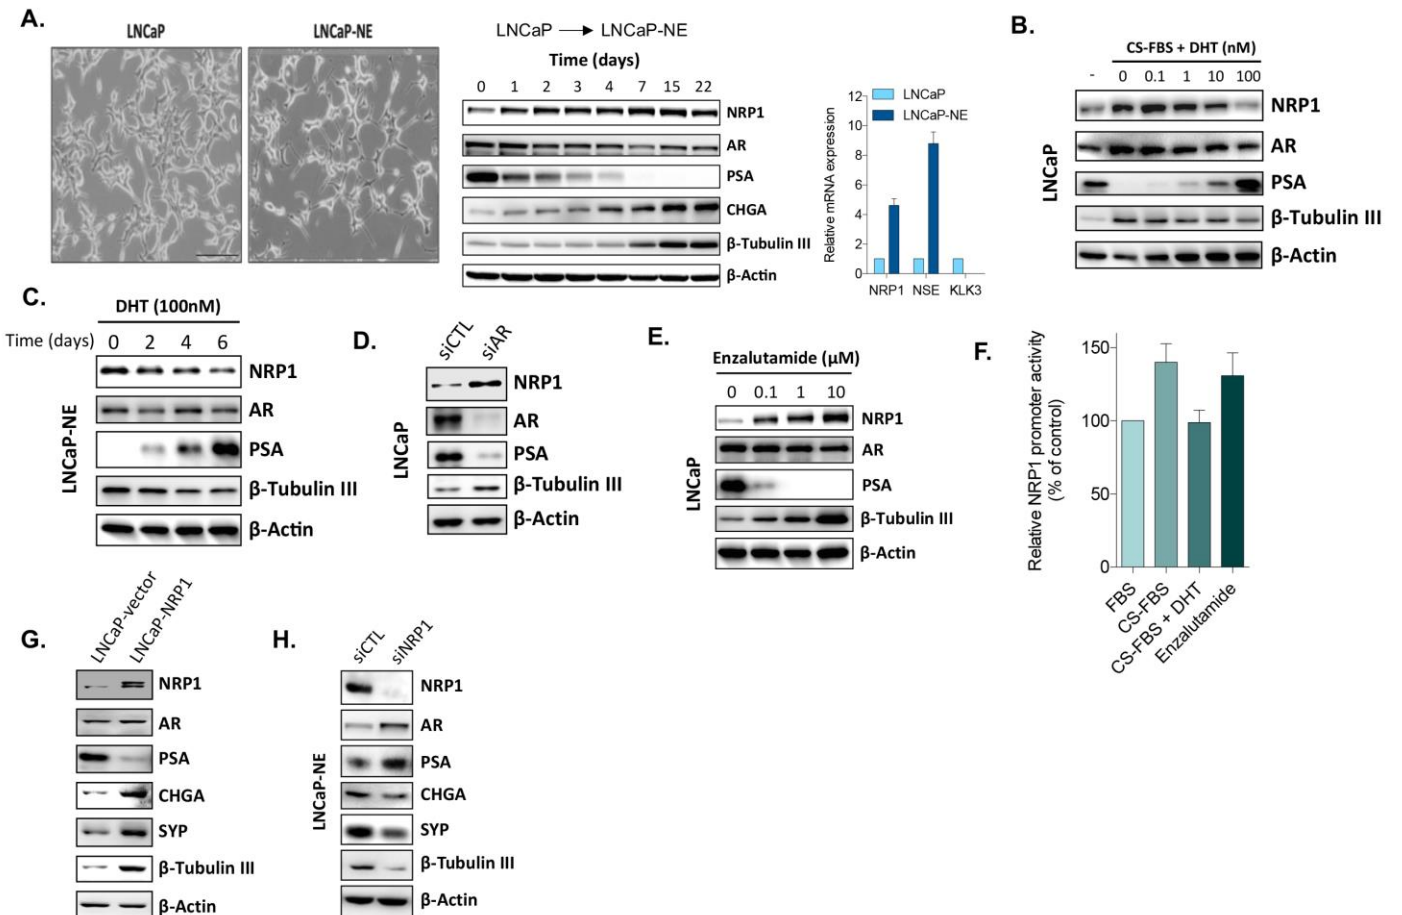 A.
LNCaP
LNCaP-NE
LNCaP → LNCaP-NE
Time (days)
0 1 2 3 4 7 15 22
NRP1
AR
PSA
CHGA
β-Tubulin III
β-Actin
Relative mRNA expression
12
10
8
6
4
2
0
LNCaP
LNCaP-NE
NRP1 NSE KLK3
B.
CS-FBS + DHT (nM)
- 0 0.1 1 10 100
LNCaP
NRP1
AR
PSA
β-Tubulin III
β-Actin
C.
DHT (100nM)
Time (days) 0 2 4 6
LNCaP-NE
NRP1
AR
PSA
β-Tubulin III
β-Actin
D.
siCTL
siAR
LNCaP
NRP1
AR
PSA
β-Tubulin III
β-Actin
E.
Enzalutamide (µM)
0 0.1 1 10
LNCaP
NRP1
AR
PSA
β-Tubulin III
β-Actin
F.
Relative NRP1 promoter activity
(% of control)
150
100
50
0
FBS
CS-FBS
CS-FBS + DHT
Enzalutamide
G.
LNCaP-vector
LNCaP-NRP1
NRP1
AR
PSA
CHGA
SYP
β-Tubulin III
β-Actin
H.
siCTL
siNRP1
LNCaP-NE
NRP1
AR
PSA
CHGA
SYP
β-Tubulin III
β-Actin